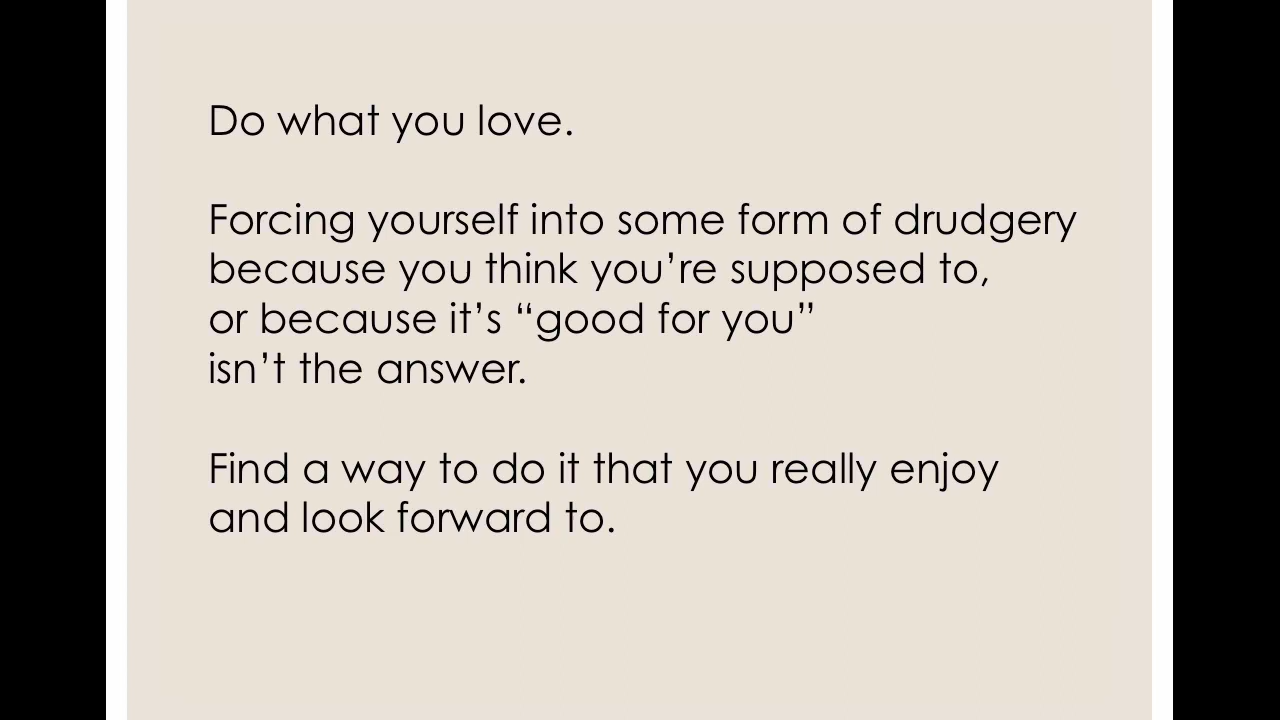 Do what you love.
Forcing yourself into some form of drudgery
because you think you’re supposed to,
or because it’s “good for you”
isn’t the answer.
Find a way to do it that you really enjoy
and look forward to.